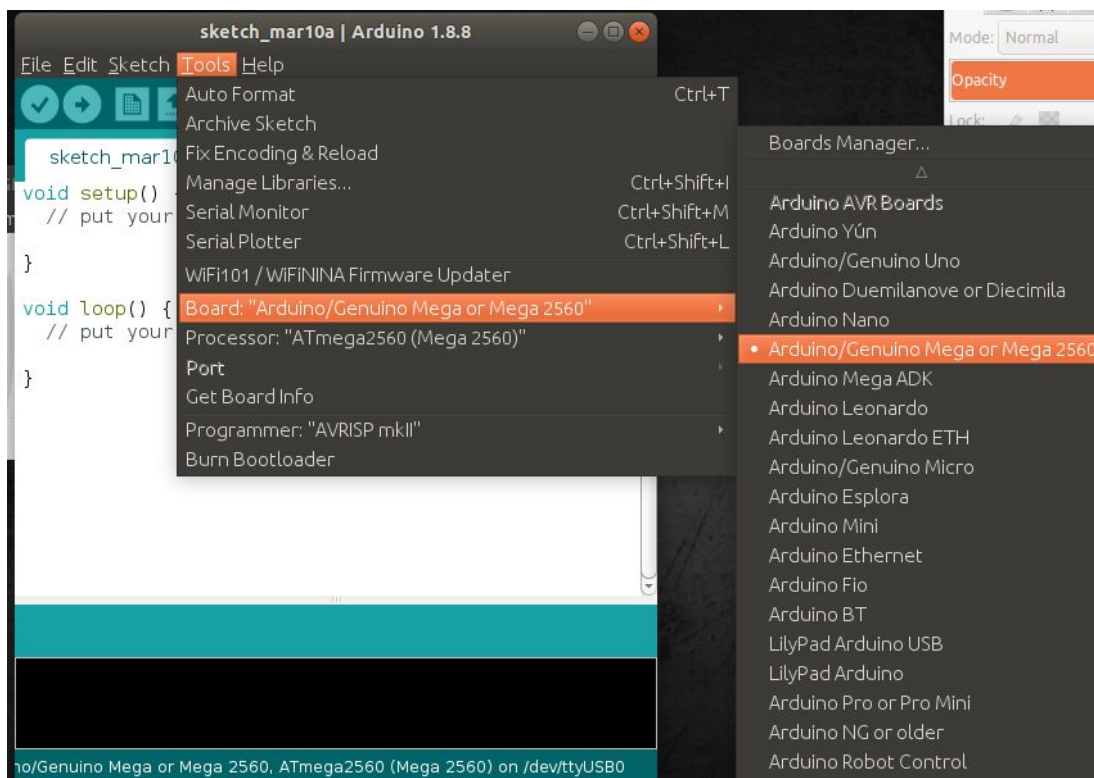 sketch_mar10a | Arduino 1.8.8
File Edit Sketch Tools Help
sketch_mar10
void setup() {
// put your
}
void loop() {
// put your
}
Auto Format Ctrl+T
Archive Sketch
Fix Encoding & Reload
Manage Libraries... Ctrl+Shift+I
Serial Monitor Ctrl+Shift+M
Serial Plotter Ctrl+Shift+L
WiFi101 / WiFiNINA Firmware Updater
Board: "Arduino/Genuino Mega or Mega 2560"
Processor: "ATmega2560 (Mega 2560)"
Port
Get Board Info
Programmer: "AVRISP mkII"
Burn Bootloader
Mode: Normal
Opacity
Lock:
Boards Manager...
Arduino AVR Boards
Arduino Yún
Arduino/Genuino Uno
Arduino Duemilanove or Diecimila
Arduino Nano
Arduino/Genuino Mega or Mega 2560
Arduino Mega ADK
Arduino Leonardo
Arduino Leonardo ETH
Arduino/Genuino Micro
Arduino Esplora
Arduino Mini
Arduino Ethernet
Arduino Fio
Arduino BT
LilyPad Arduino USB
LilyPad Arduino
Arduino Pro or Pro Mini
Arduino NG or older
Arduino Robot Control
no/Genuino Mega or Mega 2560, ATmega2560 (Mega 2560) on /dev/ttyUSB0